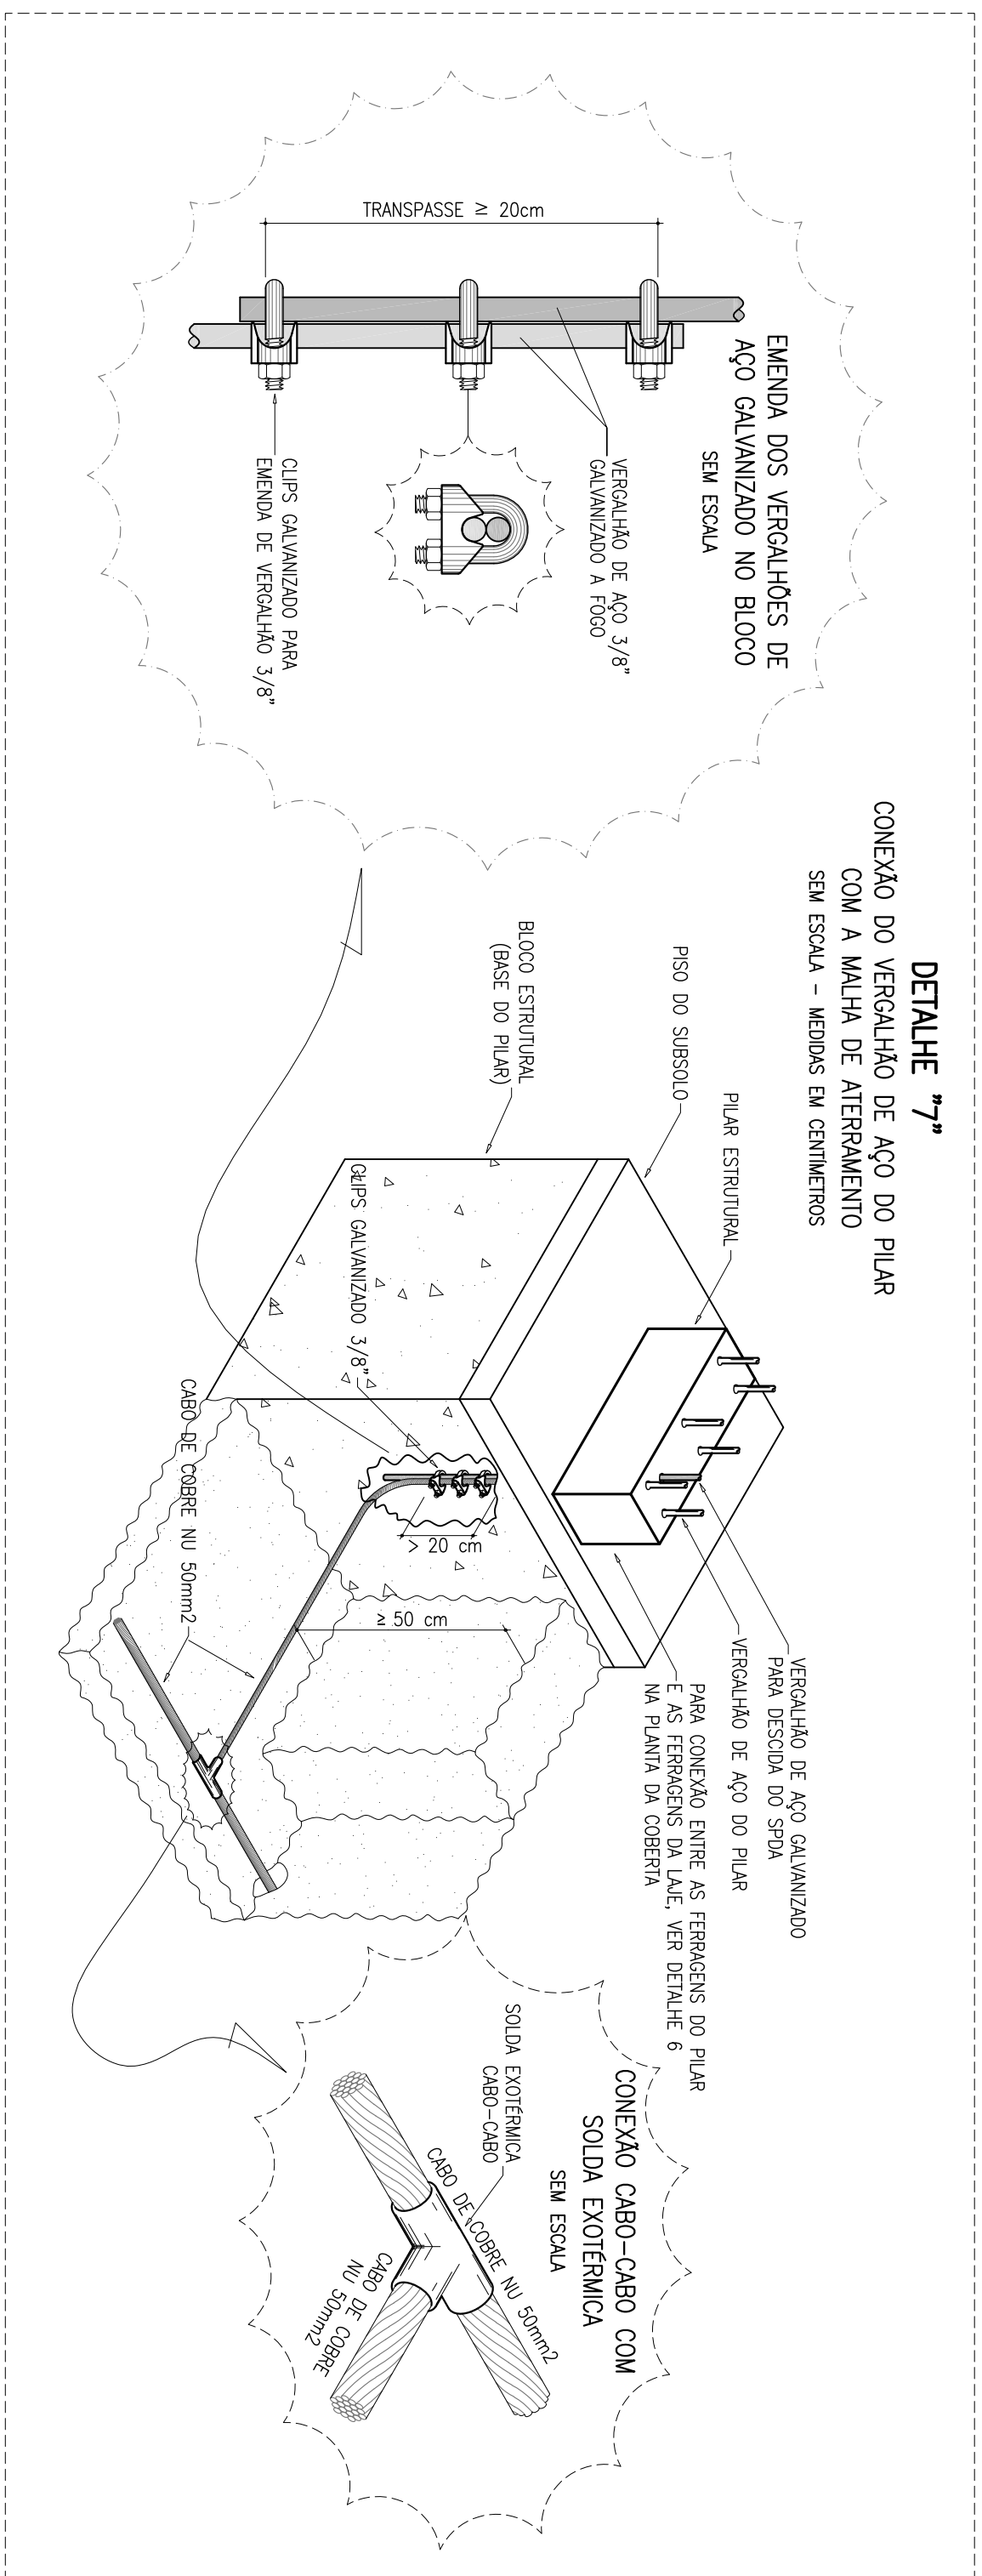 DETALHE "7"
CONEXÃO DO VERGALHÃO DE AÇO DO PILAR
COM A MALHA DE ATERRAMENTO
SEM ESCALA - MEDIDAS EM CENTÍMETROS
EMENDA DOS VERGALHÕES DE
AÇO GALVANIZADO NO BLOCO
SEM ESCALA
VERGALHÃO DE AÇO 3/8"
GALVANIZADO A FOGO
TRANSPASSE ≥ 20cm
CLIPS GALVANIZADO PARA
EMENDA DE VERGALHÃO 3/8"
PILAR ESTRUTURAL
PISO DO SUBSOLO
BLOCO ESTRUTURAL
(BASE DO PILAR)
CLIPS GALVANIZADO 3/8"
CABO DE COBRE NU 50mm2
> 20 cm
≥ 50 cm
VERGALHÃO DE AÇO GALVANIZADO
PARA DESCIDA DO SPDA
VERGALHÃO DE AÇO DO PILAR
PARA CONEXÃO ENTRE AS FERRAGENS DO PILAR
E AS FERRAGENS DA LAJE, VER DETALHE 6
NA PLANTA DA COBERTA
CONEXÃO CABO-CABO COM
SOLDA EXOTÉRMICA
SEM ESCALA
SOLDA EXOTÉRMICA
CABO-CABO
CABO DE COBRE NU 50mm2
CABO DE COBRE
NU 50mm2